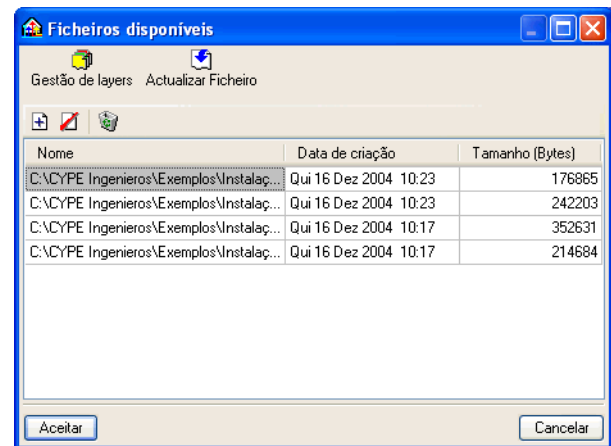 Ficheiros disponíveis
Gestão de layers Actualizar Ficheiro
Nome Data de criação Tamanho (Bytes)
C:\CYPE Ingenieros\Exemplos\Instalaç... Qui 16 Dez 2004 10:23 176865
C:\CYPE Ingenieros\Exemplos\Instalaç... Qui 16 Dez 2004 10:23 242203
C:\CYPE Ingenieros\Exemplos\Instalaç... Qui 16 Dez 2004 10:17 352631
C:\CYPE Ingenieros\Exemplos\Instalaç... Qui 16 Dez 2004 10:17 214684
Aceitar Cancelar